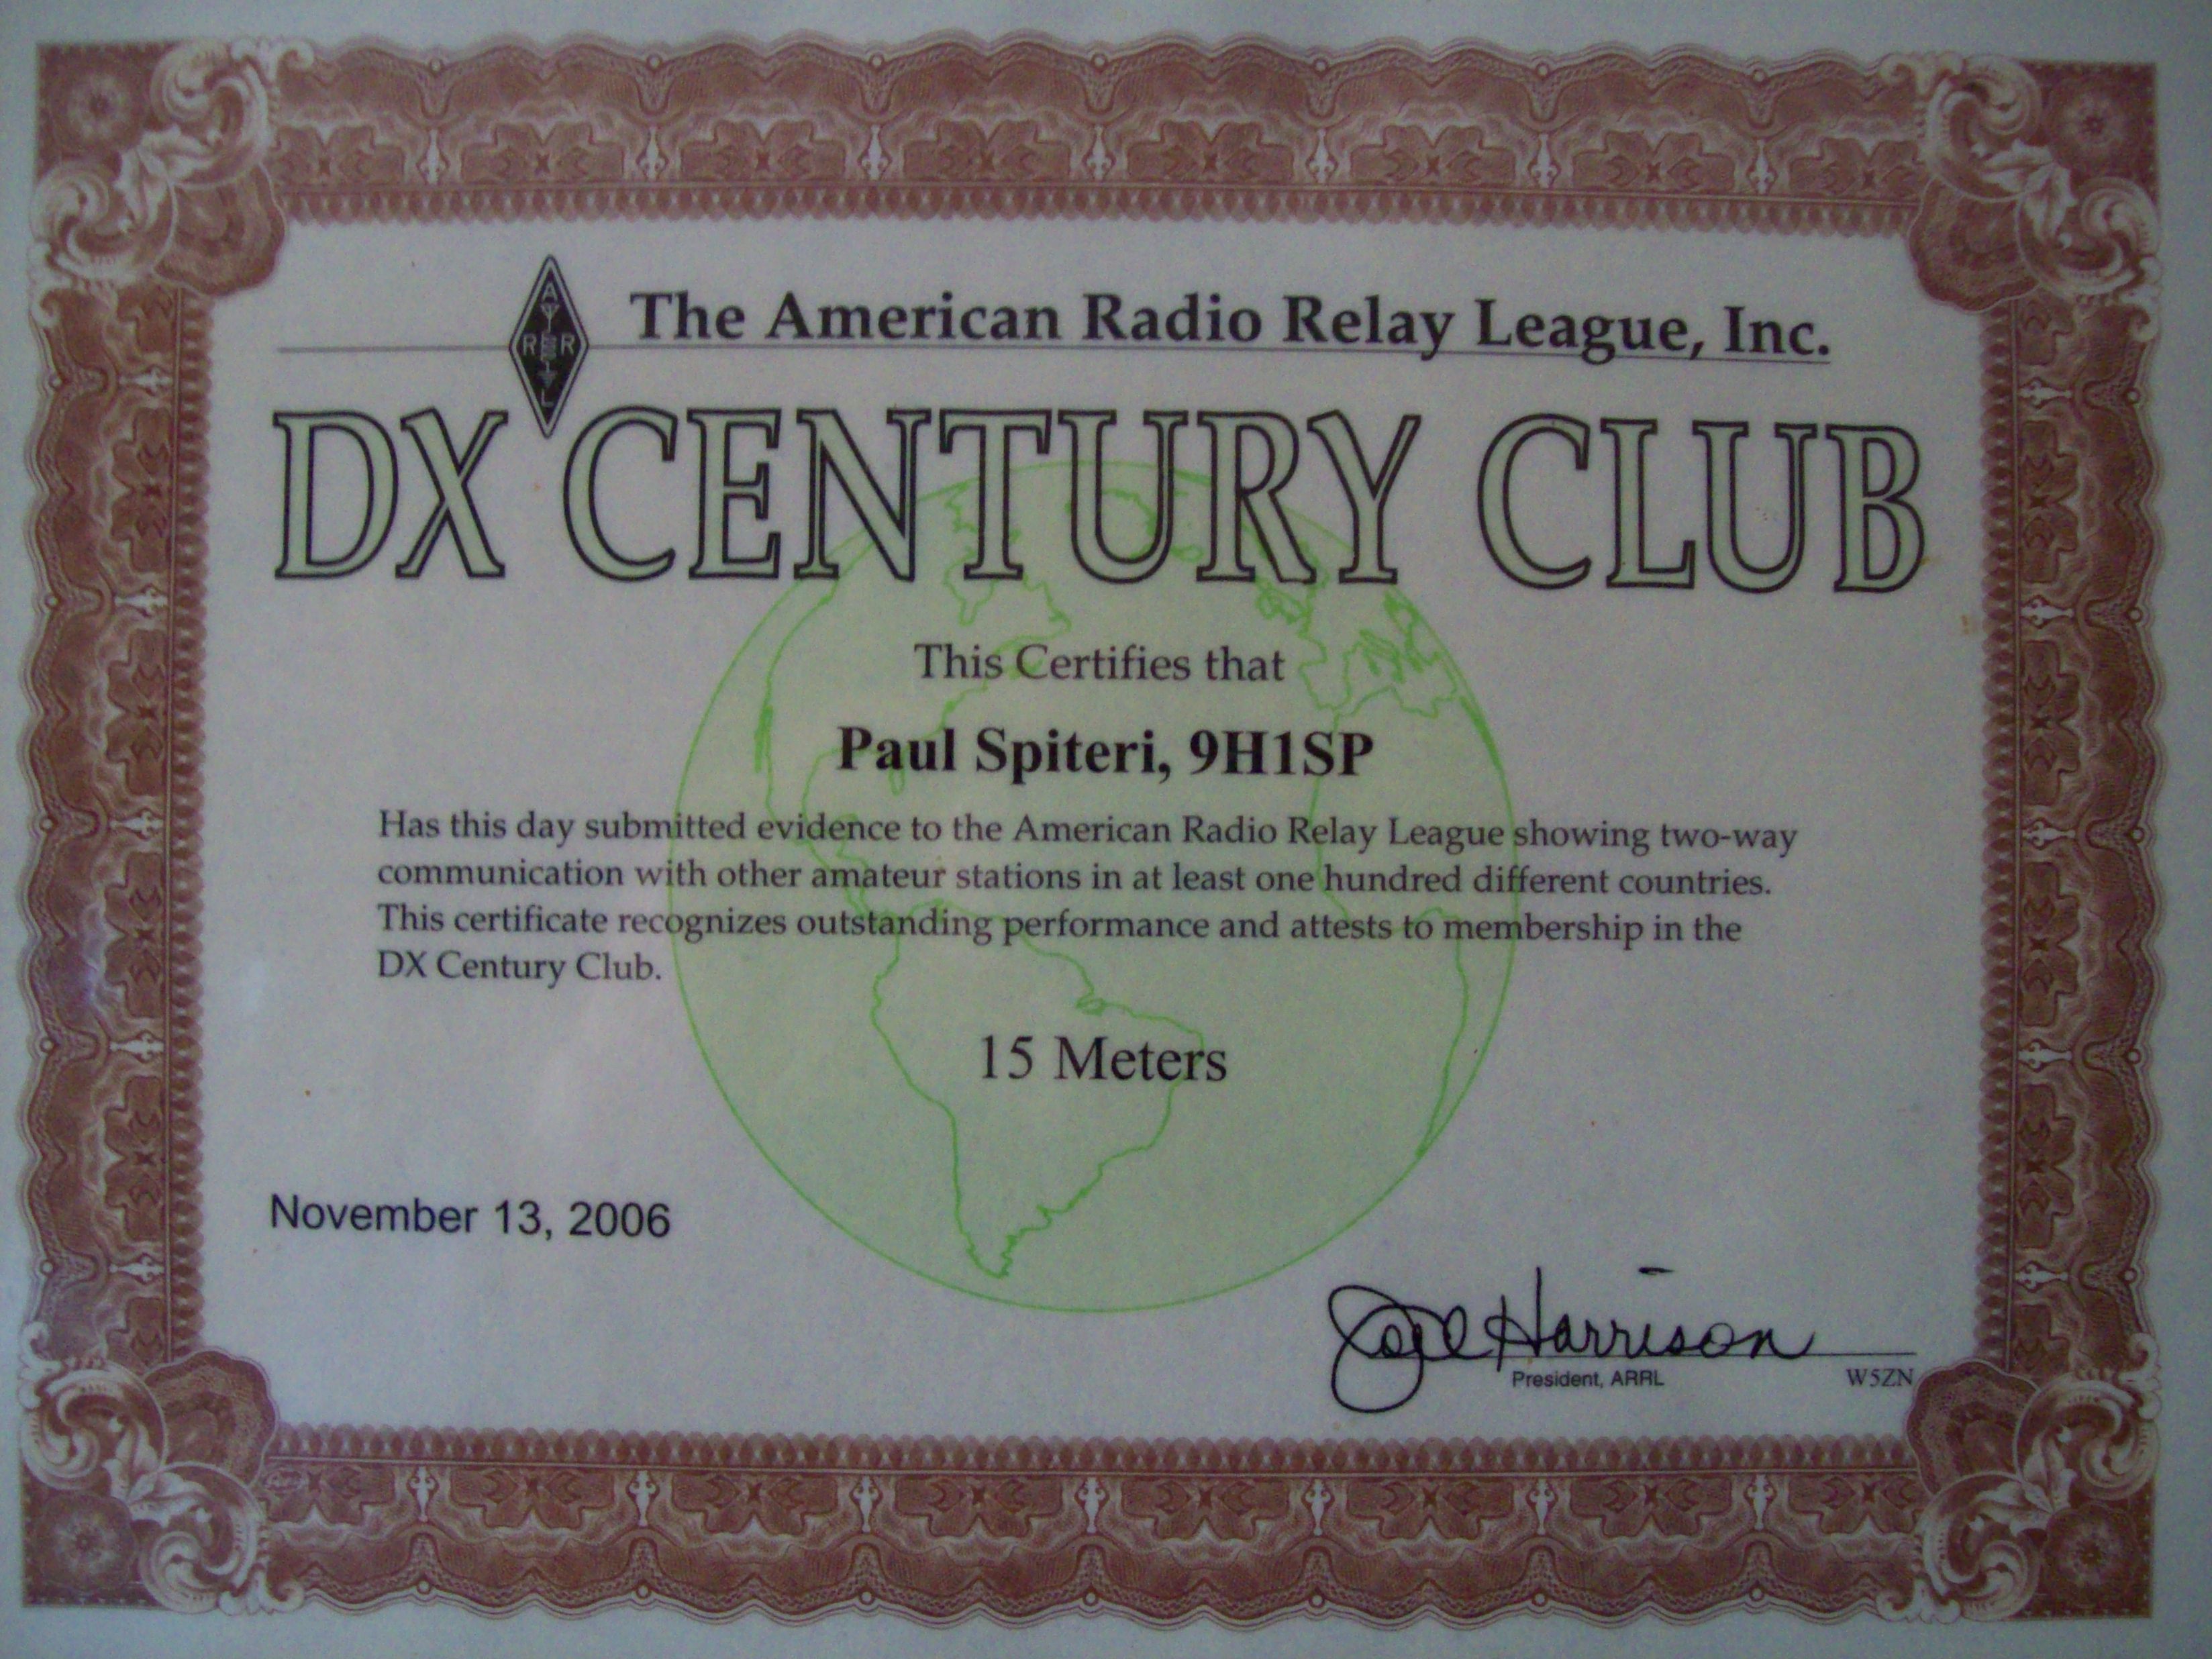 The American Radio Relay League, Inc.
A
R R
L
DX CENTURY CLUB
This Certifies that
Paul Spiteri, 9H1SP
Has this day submitted evidence to the American Radio Relay League showing two-way
communication with other amateur stations in at least one hundred different countries.
This certificate recognizes outstanding performance and attests to membership in the
DX Century Club.
15 Meters
November 13, 2006
Joel Harrison
President, ARRL W5ZN